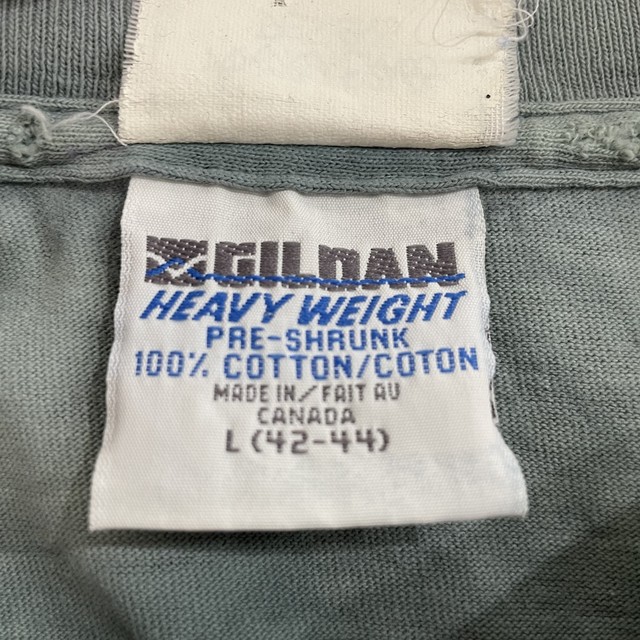 GILDAN
HEAVY WEIGHT
PRE-SHRUNK
100% COTTON/COTON
MADE IN/FAIT AU
CANADA
L (42-44)